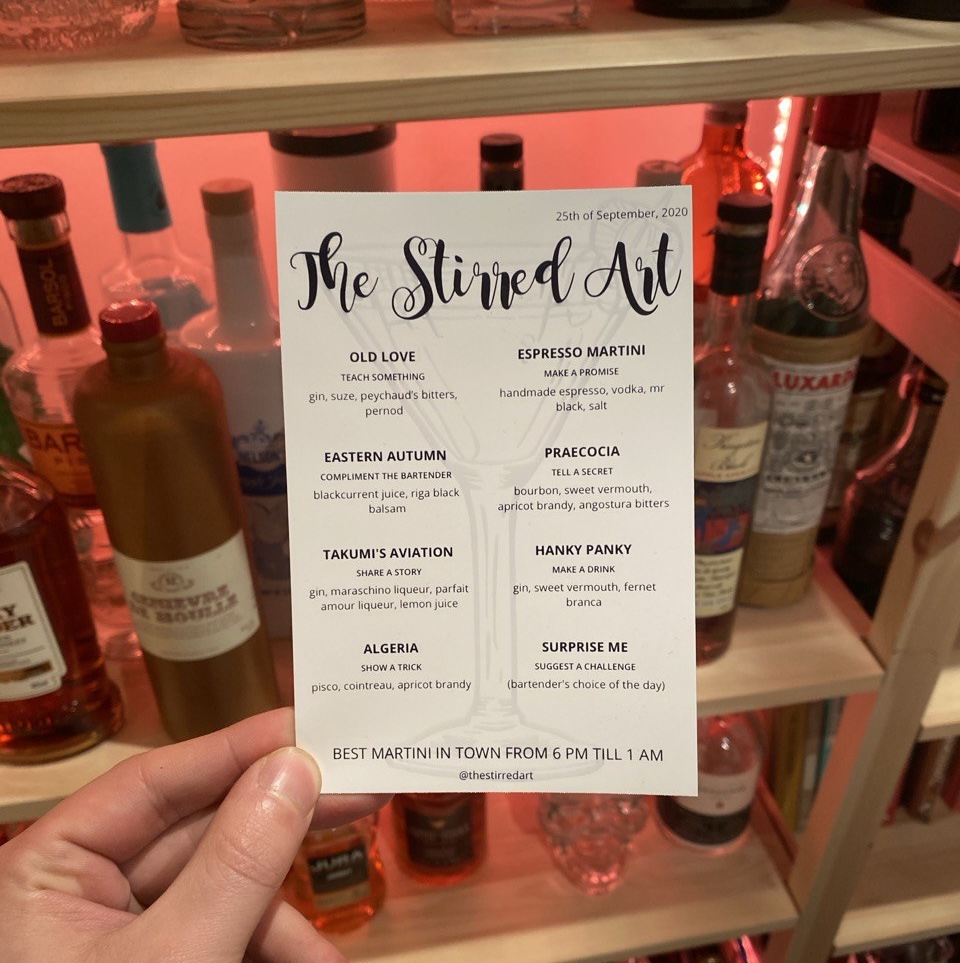 25th of September, 2020
The Stirred Art
OLD LOVE
TEACH SOMETHING
gin, suze, peychaud's bitters,
pernod
ESPRESSO MARTINI
MAKE A PROMISE
handmade espresso, vodka, mr
black, salt
EASTERN AUTUMN
COMPLIMENT THE BARTENDER
blackcurrent juice, riga black
balsam
PRAECOCIA
TELL A SECRET
bourbon, sweet vermouth,
apricot brandy, angostura bitters
TAKUMI'S AVIATION
SHARE A STORY
gin, maraschino liqueur, parfait
amour liqueur, lemon juice
HANKY PANKY
MAKE A DRINK
gin, sweet vermouth, fernet
branca
ALGERIA
SHOW A TRICK
pisco, cointreau, apricot brandy
SURPRISE ME
SUGGEST A CHALLENGE
(bartender's choice of the day)
BEST MARTINI IN TOWN FROM 6 PM TILL 1 AM
@thestirredart
BARSOL
BARS
LUXARD
JURA